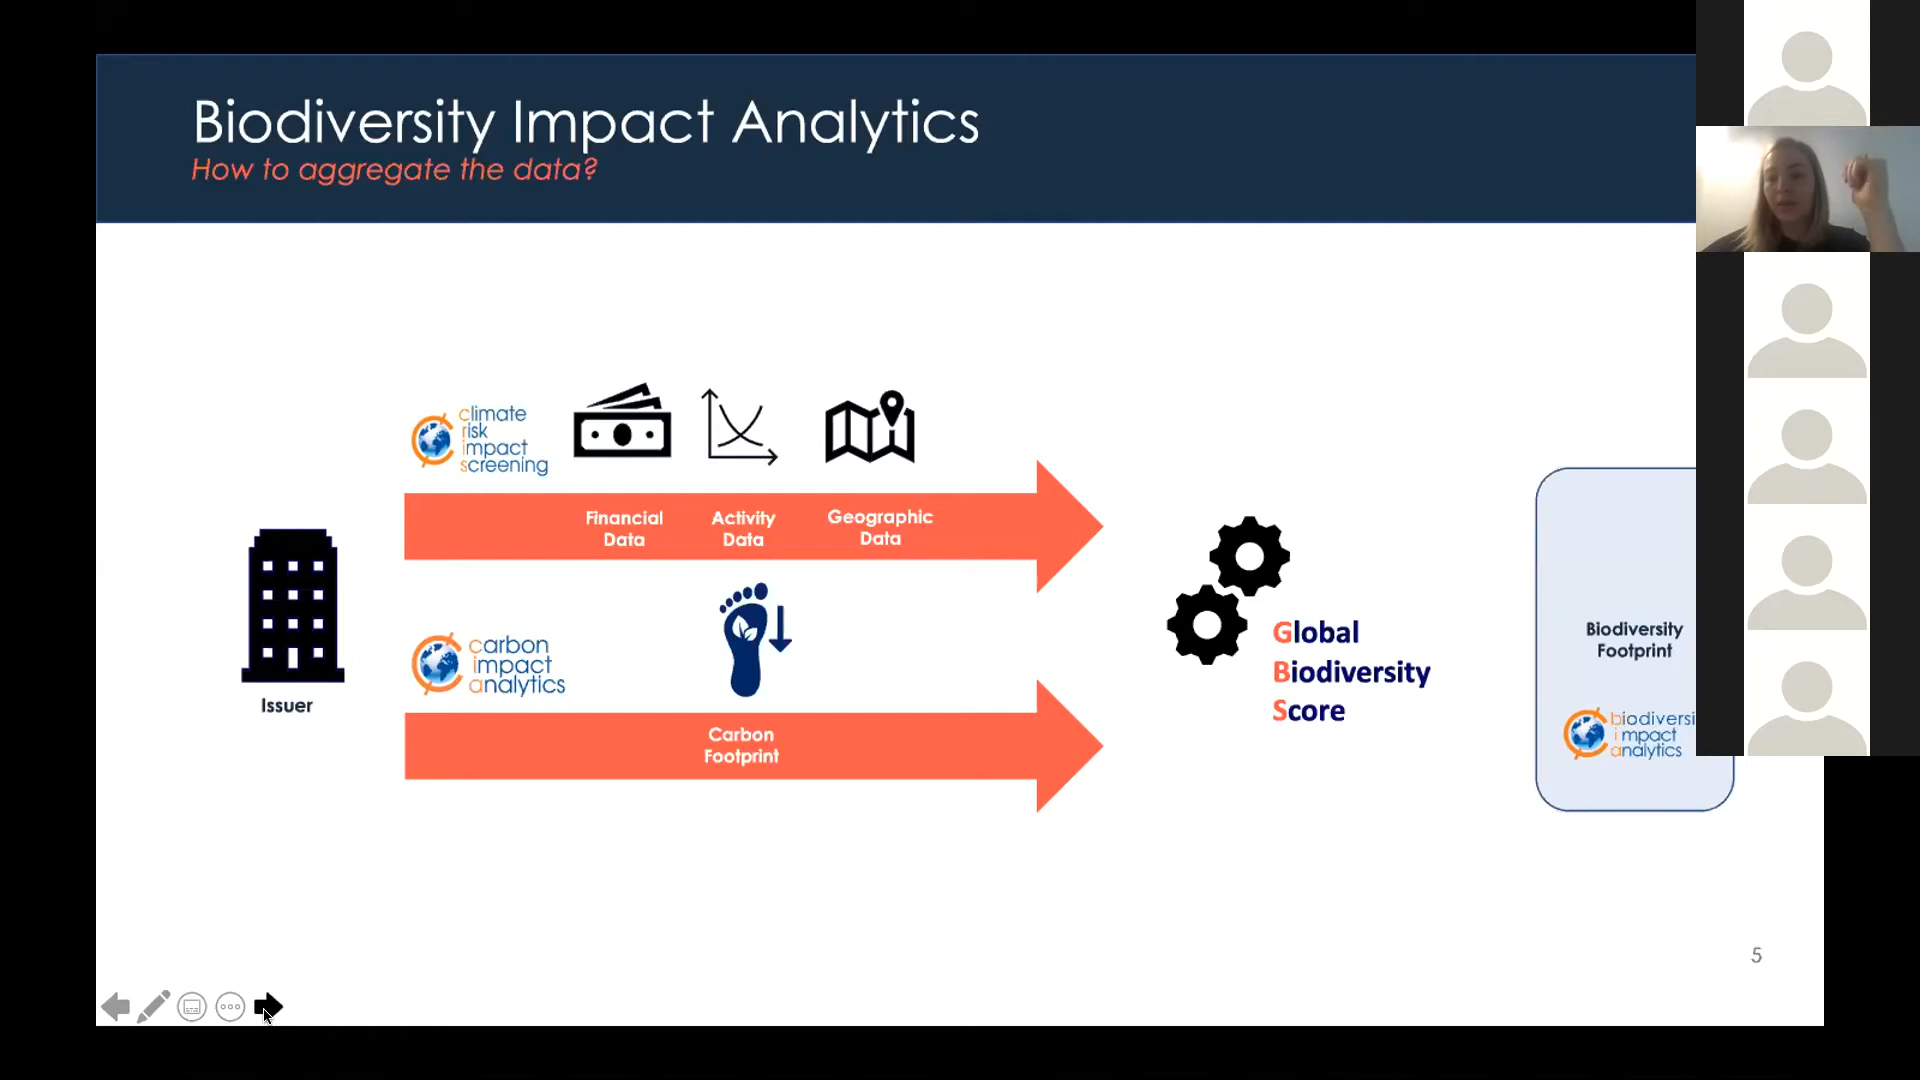 Biodiversity Impact Analytics
How to aggregate the data?
climate
risk
impact
screening
Financial
Data
Activity
Data
Geographic
Data
Issuer
carbon
impact
analytics
Carbon
Footprint
Global
Biodiversity
Score
Biodiversity
Footprint
biodiversi
impact
analytics
5